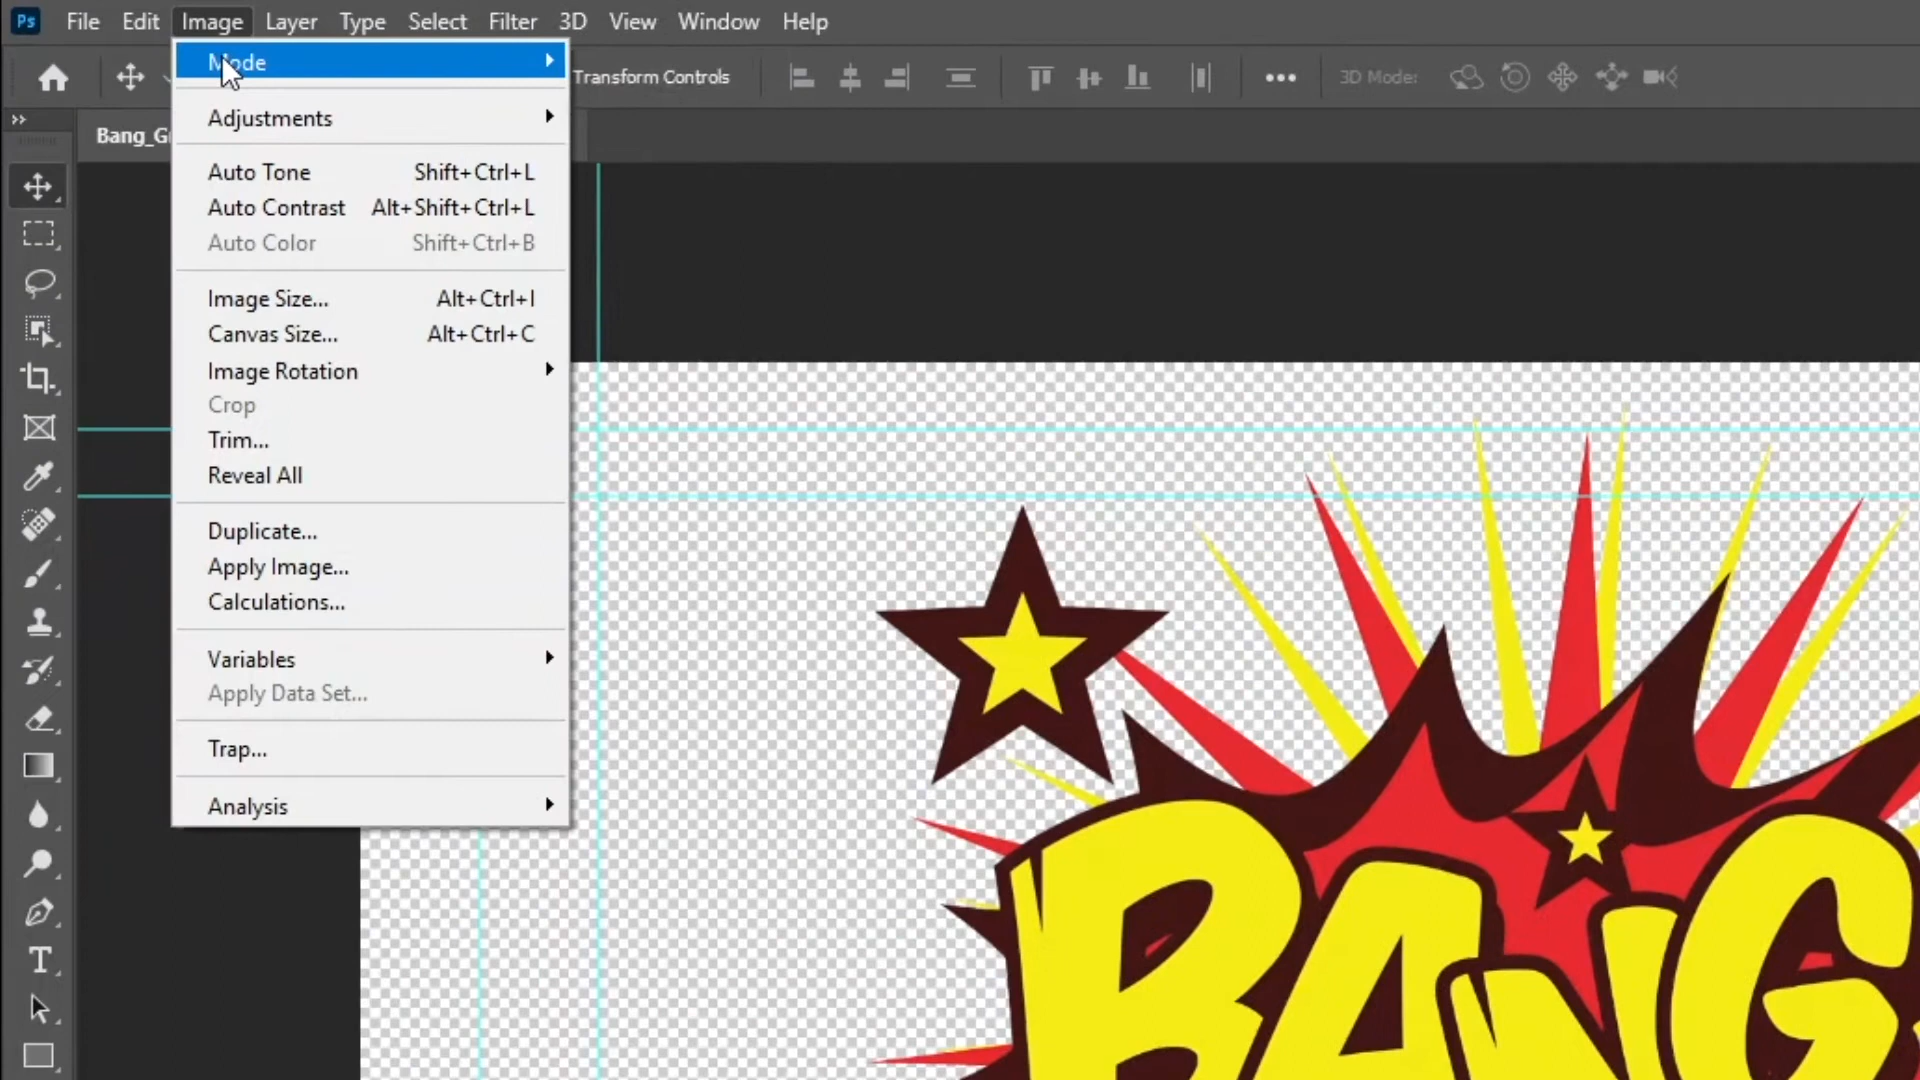 Ps File Edit Image Layer Type Select Filter 3D View Window Help
Transform Controls 3D Mode:
Mode
Adjustments
Auto Tone Shift+Ctrl+L
Auto Contrast Alt+Shift+Ctrl+L
Auto Color Shift+Ctrl+B
Image Size... Alt+Ctrl+I
Canvas Size... Alt+Ctrl+C
Image Rotation
Crop
Trim...
Reveal All
Duplicate...
Apply Image...
Calculations...
Variables
Apply Data Set...
Trap...
Analysis
BANG